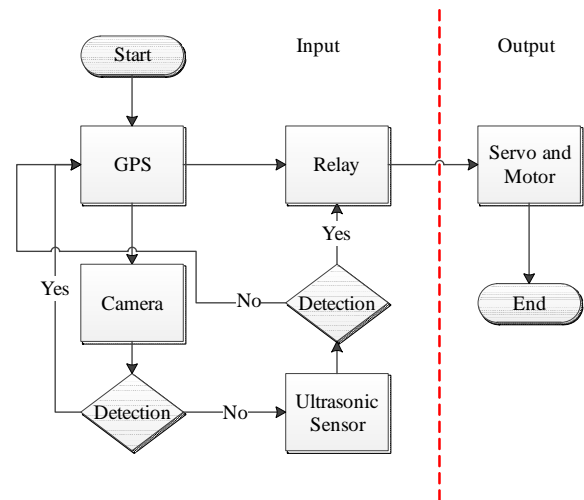 Input
Output
Start
GPS
Relay
Servo and
Motor
Yes
Yes
Camera
No
Detection
End
Detection
No
Ultrasonic
Sensor